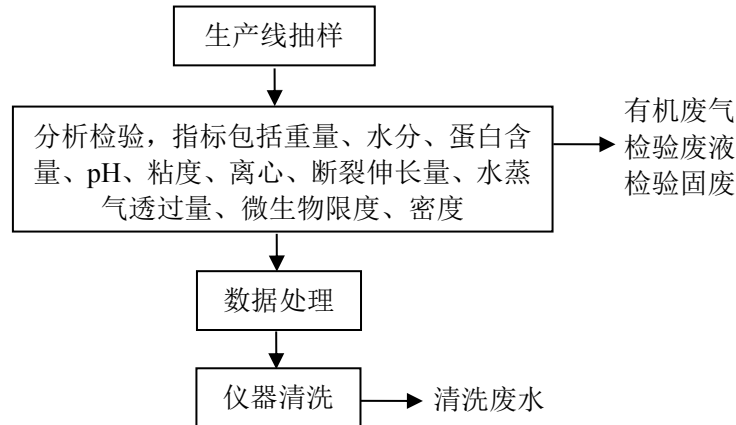 生产线抽样
分析检验，指标包括重量、水分、蛋白含
量、pH、粘度、离心、断裂伸长量、水蒸
气透过量、微生物限度、密度
有机废气
检验废液
检验固废
数据处理
仪器清洗
清洗废水